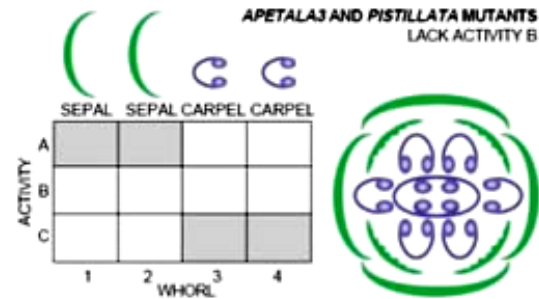 APETALA3 AND PISTILLATA MUTANTS
LACK ACTIVITY B
SEPAL SEPAL CARPEL CARPEL
ACTIVITY
A
B
C
1 2 3 4
WHORL